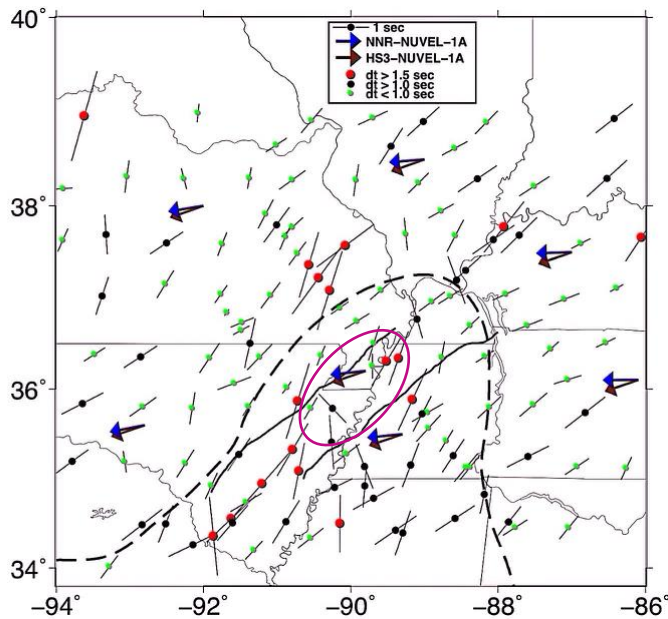 40°
1 sec
NNR-NUVEL-1A
HS3-NUVEL-1A
dt > 1.5 sec
dt > 1.0 sec
dt < 1.0 sec
38°
36°
34°
−94 −92 −90 −88 −86